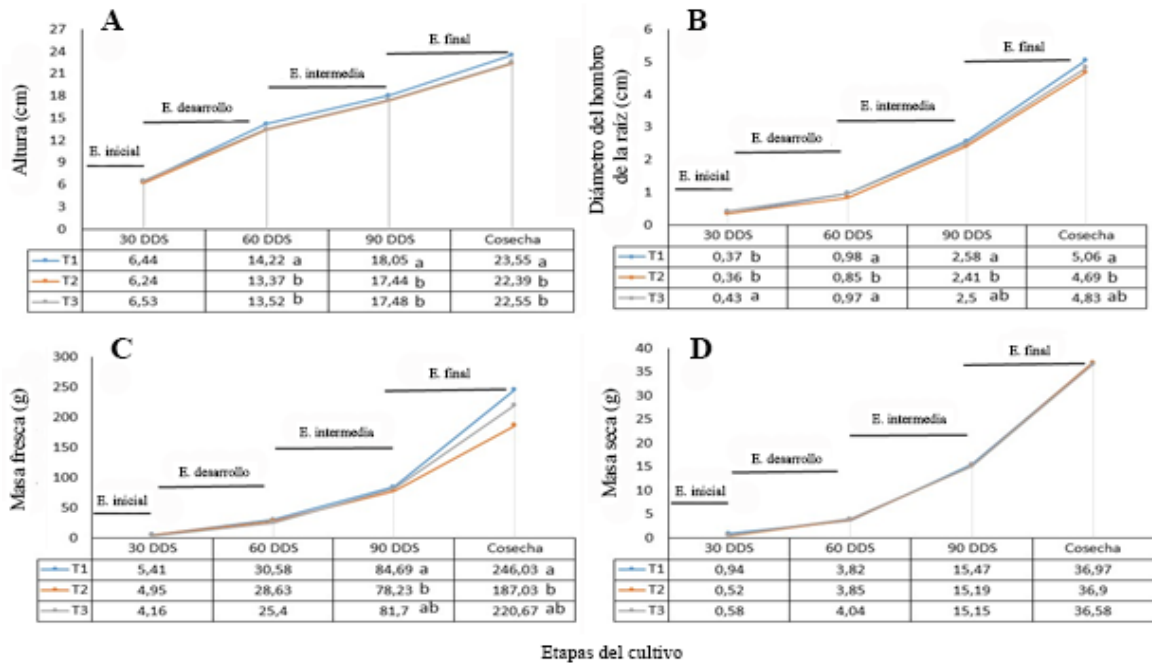 A
Altura (cm)
27
24
21
18
15
12
9
6
3
0
E. inicial
E. desarrollo
E. intermedia
E. final
30 DDS 60 DDS 90 DDS Cosecha
T1 6,44 14,22 a 18,05 a 23,55 a
T2 6,24 13,37 b 17,44 b 22,39 b
T3 6,53 13,52 b 17,48 b 22,55 b
B
Diámetro del hombro
de la raíz (cm)
6
5
4
3
2
1
0
E. inicial
E. desarrollo
E. intermedia
E. final
30 DDS 60 DDS 90 DDS Cosecha
T1 0,37 b 0,98 a 2,58 a 5,06 a
T2 0,36 b 0,85 b 2,41 b 4,69 b
T3 0,43 a 0,97 a 2,5 ab 4,83 ab
C
Masa fresca (g)
300
250
200
150
100
50
0
E. inicial
E. desarrollo
E. intermedia
E. final
30 DDS 60 DDS 90 DDS Cosecha
T1 5,41 30,58 84,69 a 246,03 a
T2 4,95 28,63 78,23 b 187,03 b
T3 4,16 25,4 81,7 ab 220,67 ab
D
Masa seca (g)
40
35
30
25
20
15
10
5
0
E. inicial
E. desarrollo
E. intermedia
E. final
30 DDS 60 DDS 90 DDS Cosecha
T1 0,94 3,82 15,47 36,97
T2 0,52 3,85 15,19 36,9
T3 0,58 4,04 15,15 36,58
Etapas del cultivo